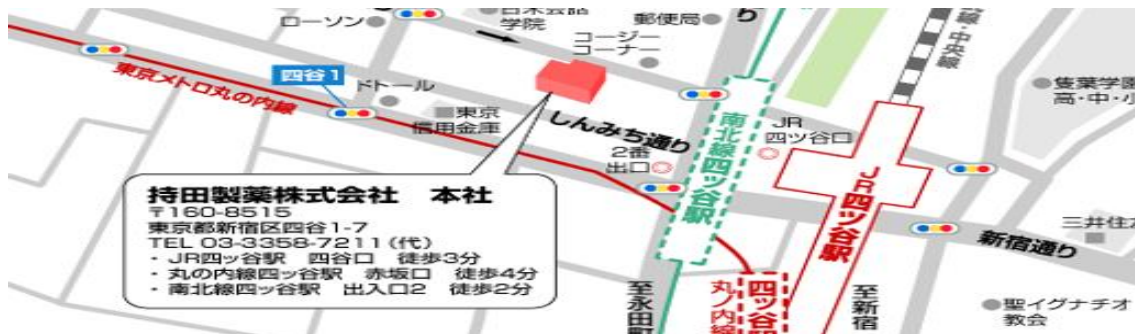 ローソン
学院
郵便局
り
線・中央線
コージー
コーナー
四谷1
ドトール
東京メトロ丸の内線
東京
信用金庫
しんみち通り
2番
出口
南北線四ツ谷駅
JR
四ツ谷口
雙葉学園
高・中・小
JR四ツ谷駅
持田製薬株式会社 本社
〒160-8515
東京都新宿区四谷1-7
TEL 03-3358-7211(代)
・JR四ッ谷駅 四谷口 徒歩3分
・丸の内線四ッ谷駅 赤坂口 徒歩4分
・南北線四ッ谷駅 出入口2 徒歩2分
三井住
新宿通り
至永田町
丸ノ内線
四ツ谷
至新宿
聖イグナチオ
教会